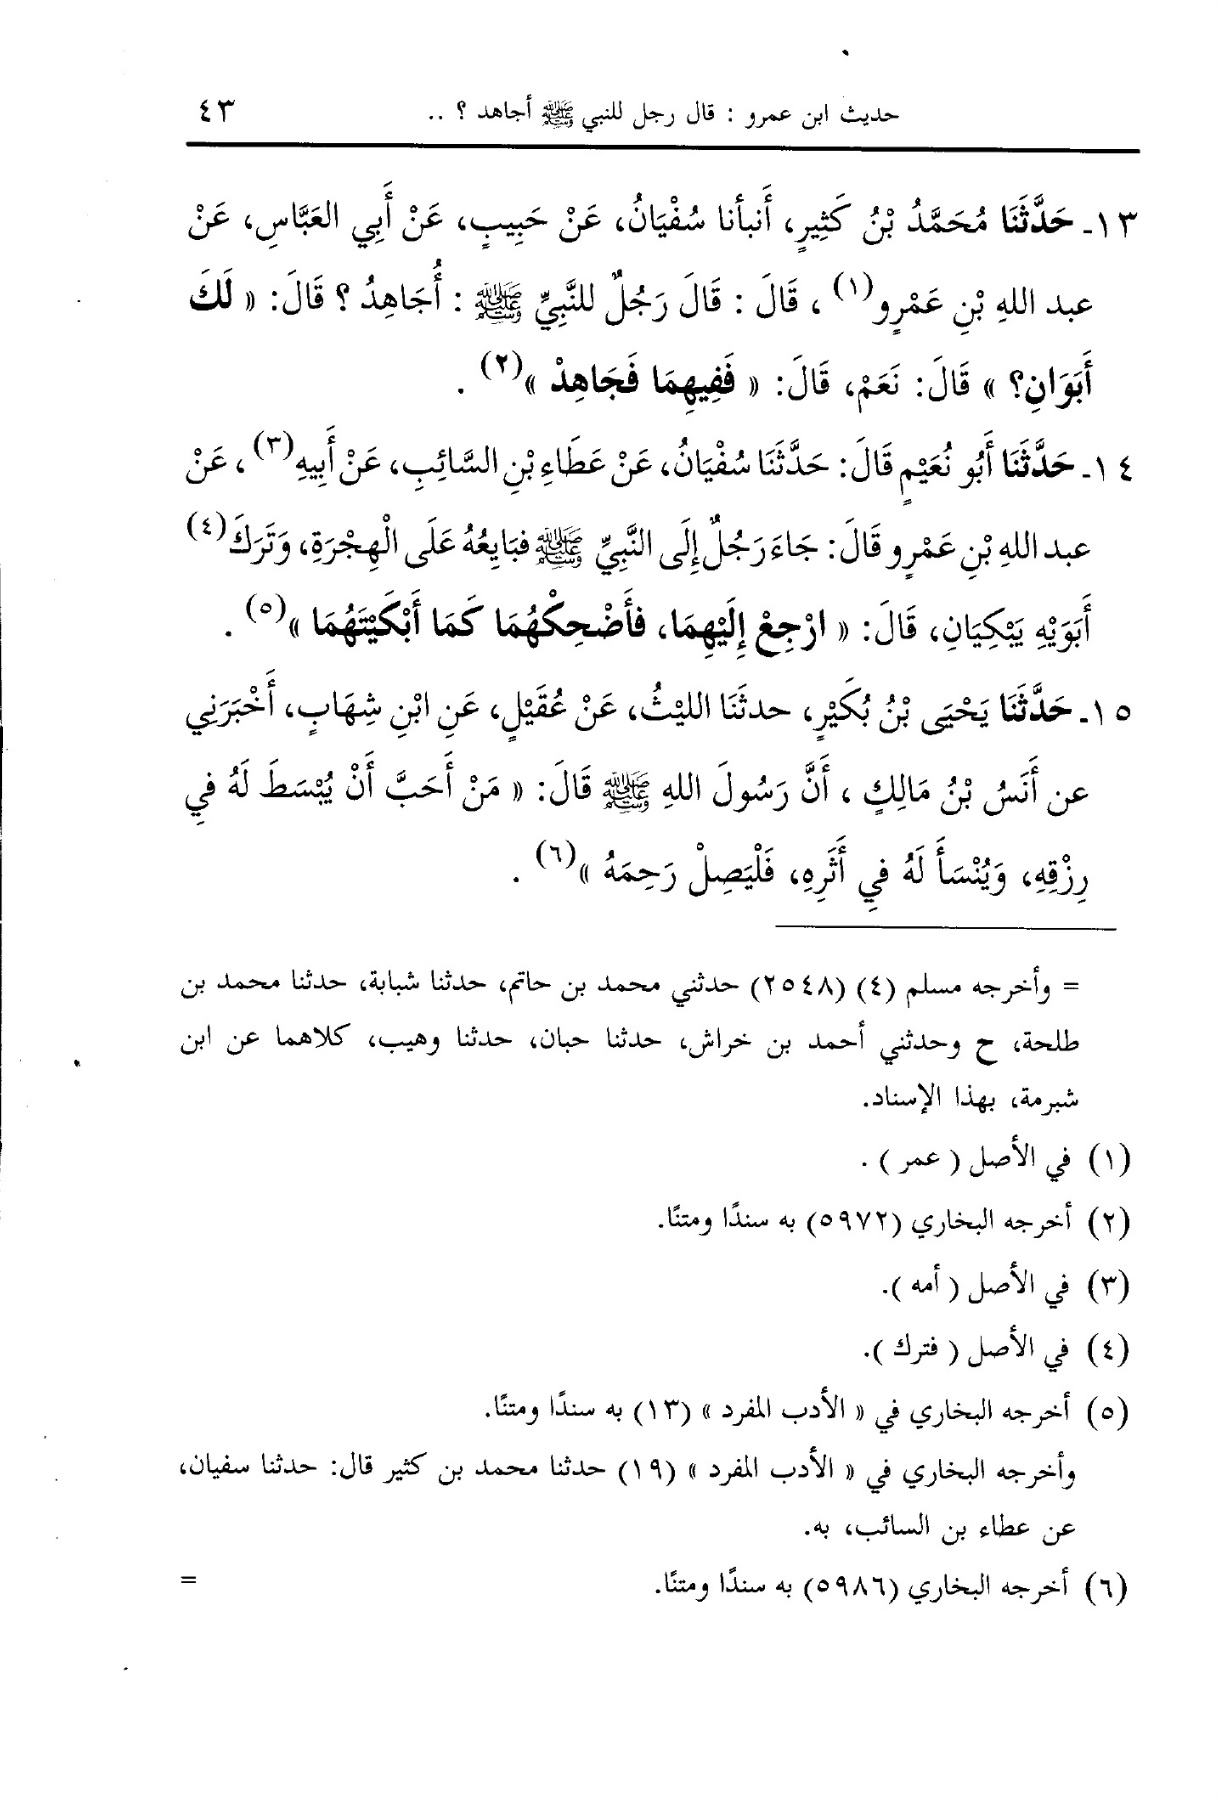 حديث ابن عمرو : قال رجل للنبي ﷺ أجاهد ؟ .. ٤٣
١٣ـ حَدَّثَنَا مُحَمَّدُ بْنُ كَثِيرٍ، أَنبأنا سُفْيَانُ، عَنْ حَبِيبٍ، عَنْ أَبِي العَبَّاسِ، عَنْ
عبد اللهِ بْنِ عَمْرٍو(١) ، قَالَ : قَالَ رَجُلٌ للنَّبِيِّ ﷺ : أُجَاهِدُ ؟ قَالَ: « لَكَ
أَبَوَانِ؟ » قَالَ: نَعَمْ، قَالَ: « فَفِيهِمَا فَجَاهِدْ »(٢) .
١٤ـ حَدَّثَنَا أَبُو نُعَيْمٍ قَالَ: حَدَّثَنَا سُفْيَانُ، عَنْ عَطَاءِ بْنِ السَّائِبِ، عَنْ أَبِيهِ(٣) ، عَنْ
عبد اللهِ بْنِ عَمْرٍو قَالَ: جَاءَ رَجُلٌ إِلَى النَّبِيِّ ﷺ فبَايِعُهُ عَلَى الْهِجْرَةِ، وَتَرَكَ(٤)
أَبَوَيْهِ يَبْكِيَانِ، قَالَ: « ارْجِعْ إِلَيْهِمَا، فأَضْحِكْهُمَا كَمَا أَبْكَيْتَهُمَا »(٥) .
١٥ـ حَدَّثَنَا يَحْيَى بْنُ بُكَيْرٍ، حدثَنَا الليْثُ، عَنْ عُقَيْلٍ، عَنِ ابْنِ شِهَابٍ، أَخْبَرَنِي
عن أَنَسُ بْنُ مَالِكٍ ، أَنَّ رَسُولَ اللهِ ﷺ قَالَ: « مَنْ أَحَبَّ أَنْ يُبْسَطَ لَهُ فِي
رِزْقِهِ، وَيُنْسَأَ لَهُ فِي أَثَرِهِ، فَلْيَصِلْ رَحِمَهُ »(٦) .
= وأخرجه مسلم (٤) (٢٥٤٨) حدثني محمد بن حاتم، حدثنا شبابة، حدثنا محمد بن
طلحة، ح وحدثني أحمد بن خراش، حدثنا حبان، حدثنا وهيب، كلاهما عن ابن
شبرمة، بهذا الإسناد.
(١) في الأصل ( عمر ) .
(٢) أخرجه البخاري (٥٩٧٢) به سندًا ومتنًا.
(٣) في الأصل ( أمه ).
(٤) في الأصل ( فترك ).
(٥) أخرجه البخاري في « الأدب المفرد » (١٣) به سندًا ومتنًا.
وأخرجه البخاري في « الأدب المفرد » (١٩) حدثنا محمد بن كثير قال: حدثنا سفيان،
عن عطاء بن السائب، به.
(٦) أخرجه البخاري (٥٩٨٦) به سندًا ومتنًا. =